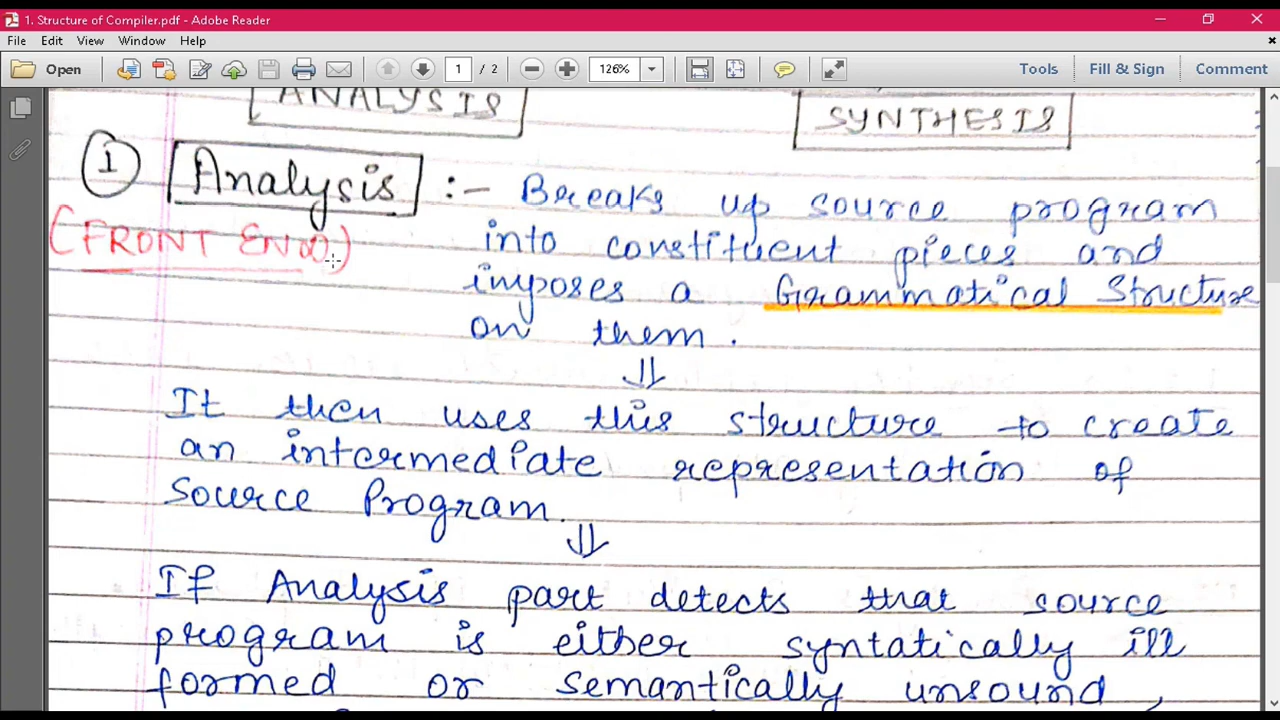 1. Structure of Compiler.pdf - Adobe Reader
File Edit View Window Help
Open 1 / 2 126% Tools Fill & Sign Comment
ANALYSIS SYNTHESIS
1 Analysis :- Breaks up source program
(FRONT END) into constituent pieces and
imposes a Grammatical Structure
on them.
⇓
It then uses this structure to create
an intermediate representation of
Source Program.
⇓
If Analysis part detects that source
program is either syntatically ill
formed or semantically unsound,